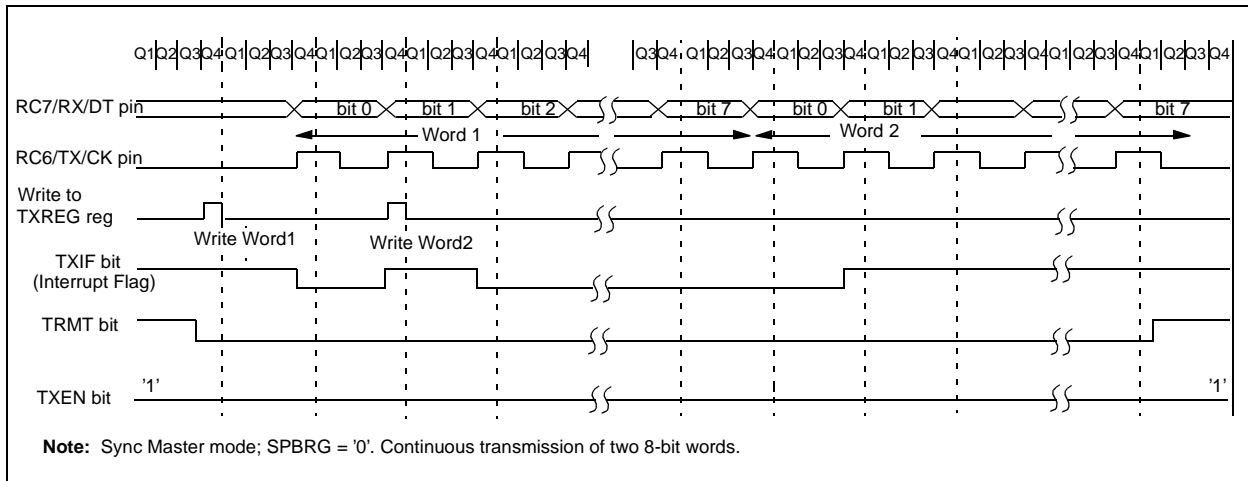 Q1 Q2 Q3 Q4 Q1 Q2 Q3 Q4 Q1 Q2 Q3 Q4 Q1 Q2 Q3 Q4 Q1 Q2 Q3 Q4 Q3 Q4 Q1 Q2 Q3 Q4 Q1 Q2 Q3 Q4 Q1 Q2 Q3 Q4 Q1 Q2 Q3 Q4 Q1 Q2 Q3 Q4 Q1 Q2 Q3 Q4
RC7/RX/DT pin bit 0 bit 1 bit 2 bit 7 bit 0 bit 1 bit 7
Word 1 Word 2
RC6/TX/CK pin
Write to
TXREG reg
Write Word1 Write Word2
TXIF bit
(Interrupt Flag)
TRMT bit
'1' '1'
TXEN bit
Note: Sync Master mode; SPBRG = '0'. Continuous transmission of two 8-bit words.